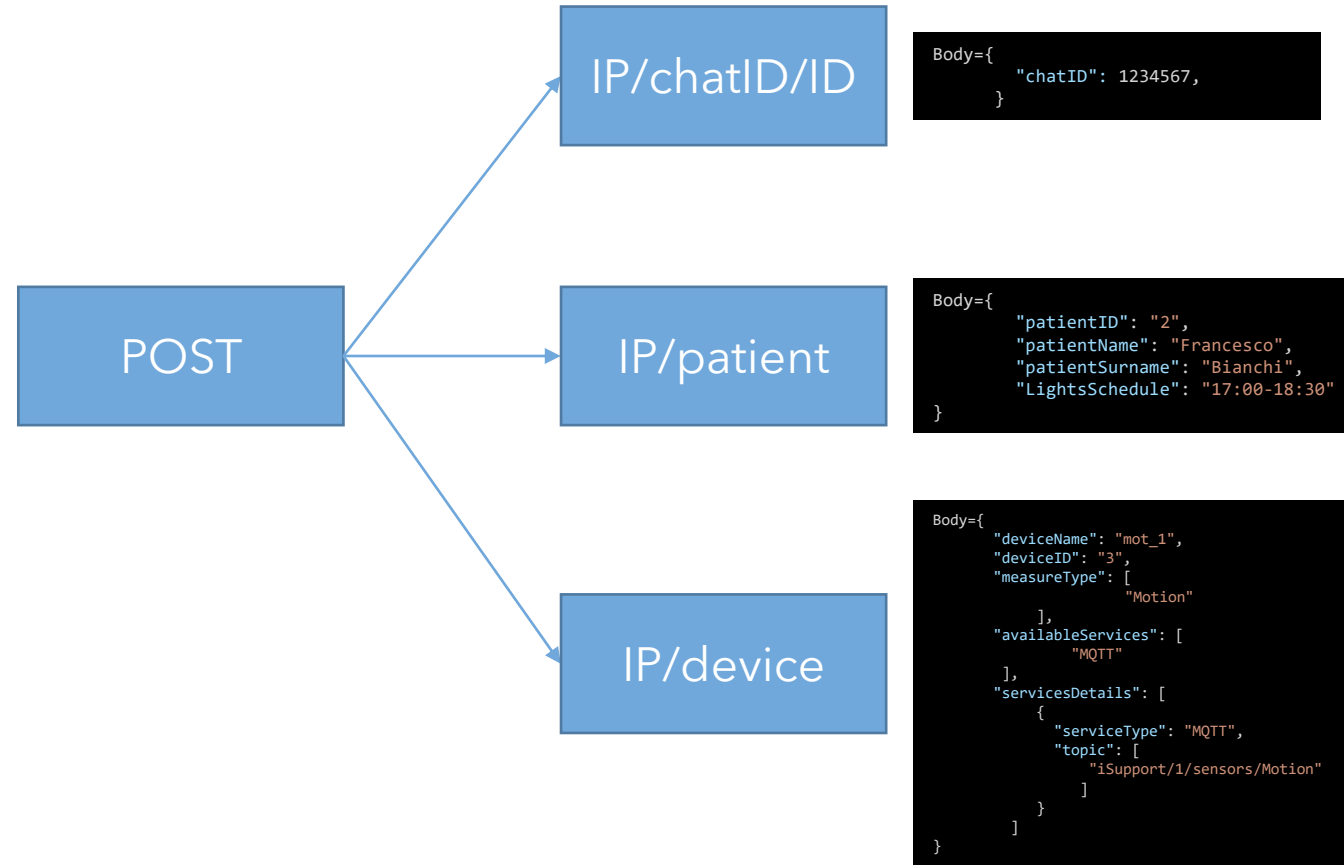 POST
IP/chatID/ID
Body={
"chatID": 1234567,
}
IP/patient
Body={
"patientID": "2",
"patientName": "Francesco",
"patientSurname": "Bianchi",
"LightsSchedule": "17:00-18:30"
}
IP/device
Body={
"deviceName": "mot_1",
"deviceID": "3",
"measureType": [
"Motion"
],
"availableServices": [
"MQTT"
],
"servicesDetails": [
{
"serviceType": "MQTT",
"topic": [
"iSupport/1/sensors/Motion"
]
}
]
}